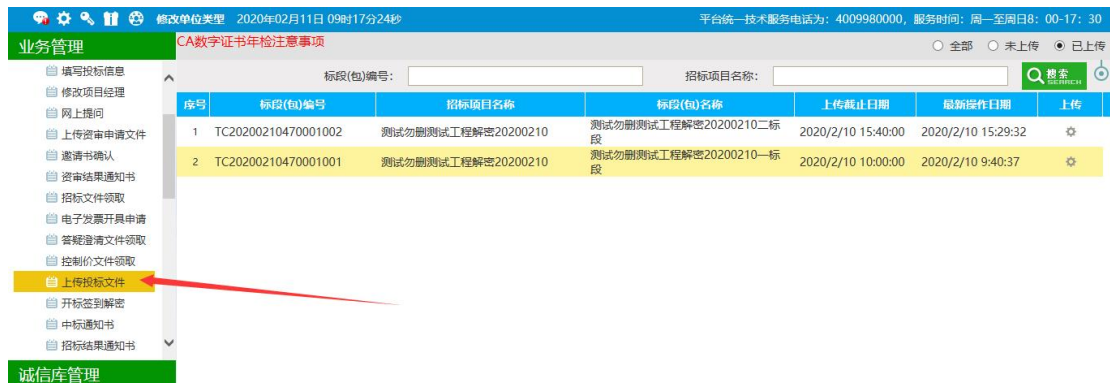 修改单位类型 2020年02月11日 09时17分24秒 平台统一技术服务电话为：4009980000，服务时间：周一至周日8：00-17：30
业务管理 CA数字证书年检注意事项 全部 未上传 已上传
填写投标信息 标段(包)编号： 招标项目名称： 搜索 SEARCH
修改项目经理
网上提问
上传资审申请文件
邀请书确认
资审结果通知书
招标文件领取
电子发票开具申请
答疑澄清文件领取
控制价文件领取
上传投标文件
开标签到解密
中标通知书
招标结果通知书
诚信库管理
序号 标段(包)编号 招标项目名称 标段(包)名称 上传截止日期 最新操作日期 上传
1 TC20200210470001002 测试勿删测试工程解密20200210 测试勿删测试工程解密20200210二标 2020/2/10 15:40:00 2020/2/10 15:29:32
段
2 TC20200210470001001 测试勿删测试工程解密20200210 测试勿删测试工程解密20200210一标 2020/2/10 10:00:00 2020/2/10 9:40:37
段